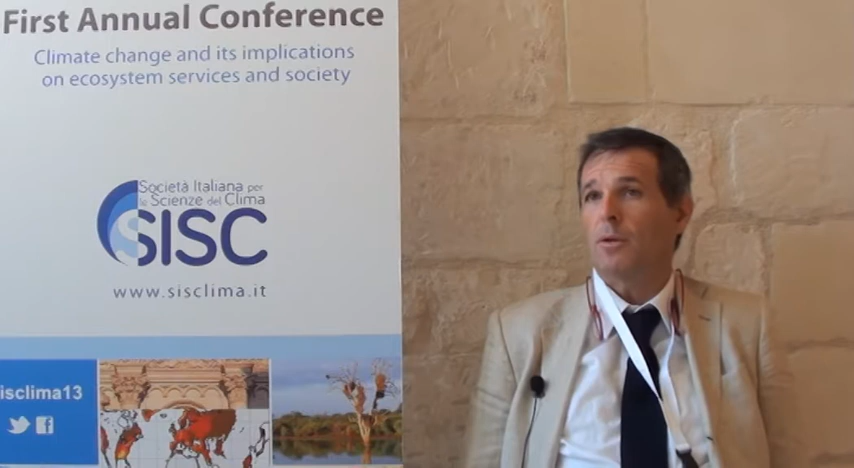 First Annual Conference
Climate change and its implications
on ecosystem services and society
Società Italiana per
le Scienze del Clima
SISC
www.sisclima.it
isclima13